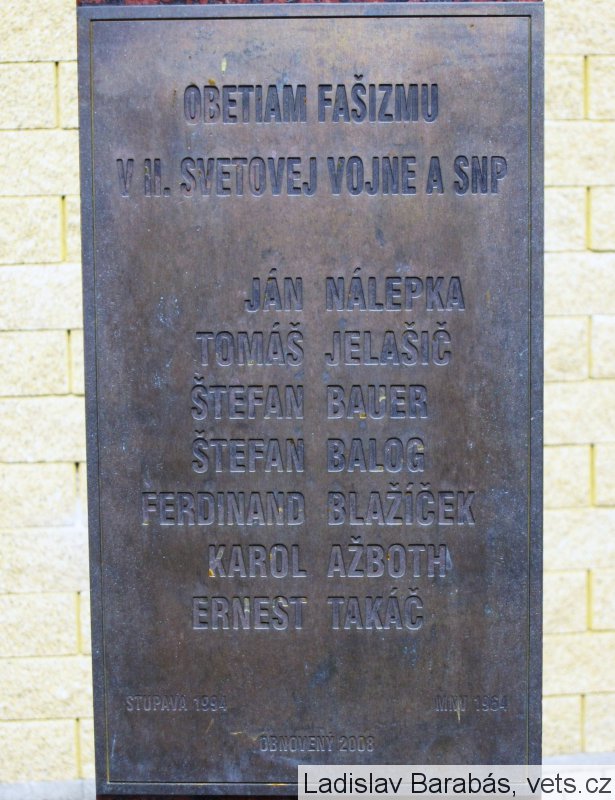 OBETIAM FAŠIZMU
V II. SVETOVEJ VOJNE A SNP
JÁN NÁLEPKA
TOMÁŠ JELAŠIČ
ŠTEFAN BAUER
ŠTEFAN BALOG
FERDINAND BLAŽÍČEK
KAROL AŽBOTH
ERNEST TAKÁČ
STUPAVA 1994 MNV 1964
OBNOVENÝ 2008
Ladislav Barabás, vets.cz